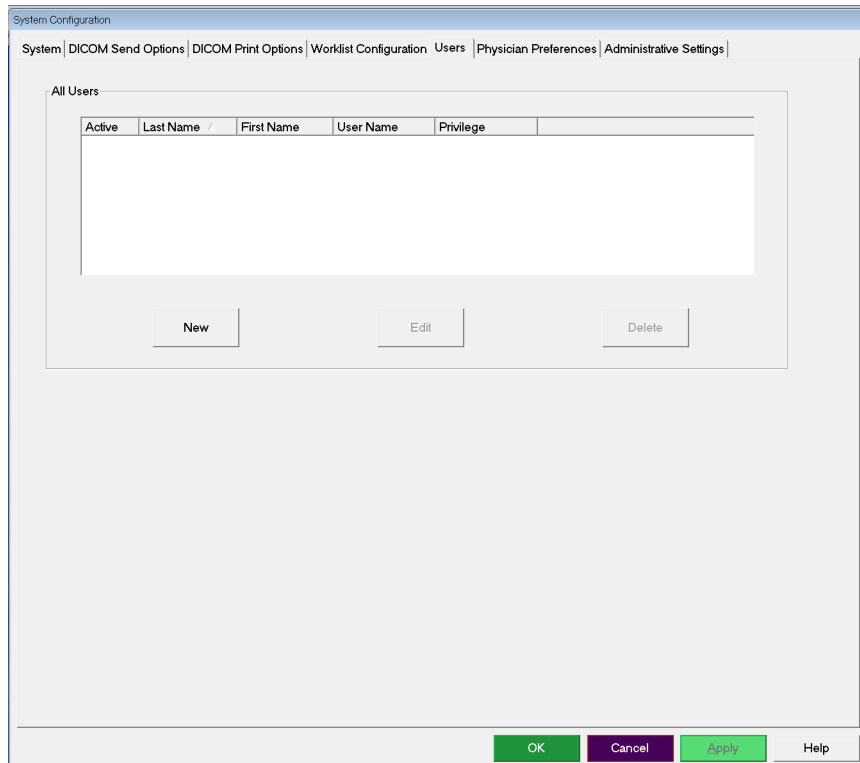 System Configuration
System DICOM Send Options DICOM Print Options Worklist Configuration Users Physician Preferences Administrative Settings
All Users
Active Last Name First Name User Name Privilege
New Edit Delete
OK Cancel Apply Help